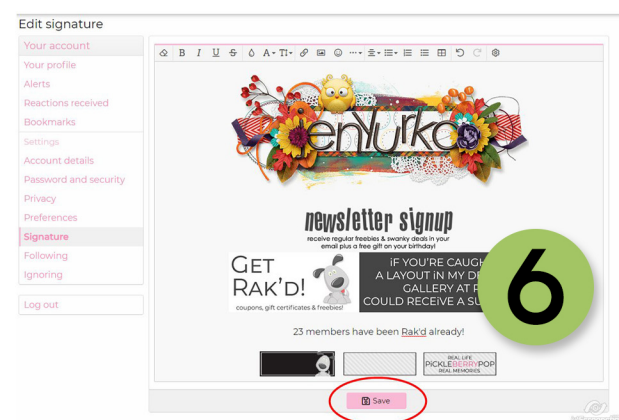 Edit signature
Your account
Your profile
Alerts
Reactions received
Bookmarks
Settings
Account details
Password and security
Privacy
Preferences
Signature
Following
Ignoring
Log out
B I U S A TI
enYurka
newsletter signup
receive regular freebies & swanky deals in your
email plus a free gift on your birthday!
GET
RAK'D!
coupons, gift certificates & freebies!
iF YOU'RE CAUGH
A LAYOUT iN MY DE
GALLERY AT P
COULD RECEiVE A SU
6
23 members have been Rak'd already!
REAL LIFE
PiCKLEBERRYPOP
REAL MEMORIES
Save